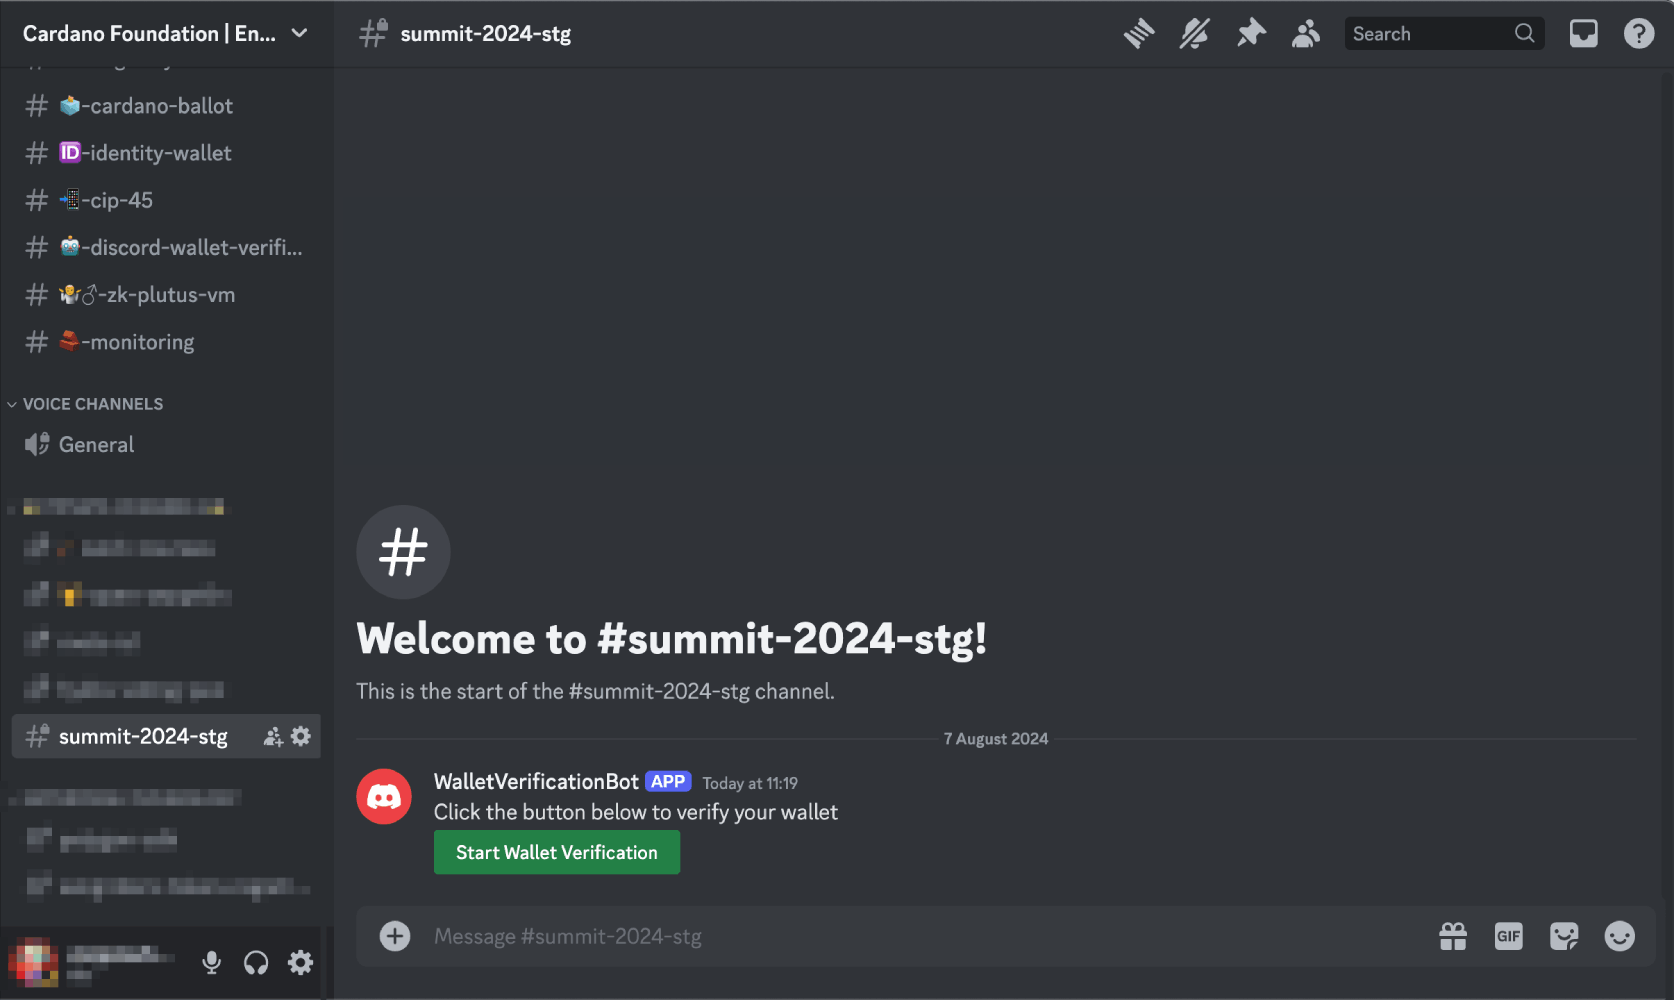 Cardano Foundation | En...
-cardano-ballot
ID-identity-wallet
-cip-45
-discord-wallet-verifi...
-zk-plutus-vm
-monitoring
VOICE CHANNELS
General
summit-2024-stg
summit-2024-stg
Search
Welcome to #summit-2024-stg!
This is the start of the #summit-2024-stg channel.
7 August 2024
WalletVerificationBot APP Today at 11:19
Click the button below to verify your wallet
Start Wallet Verification
Message #summit-2024-stg
GIF